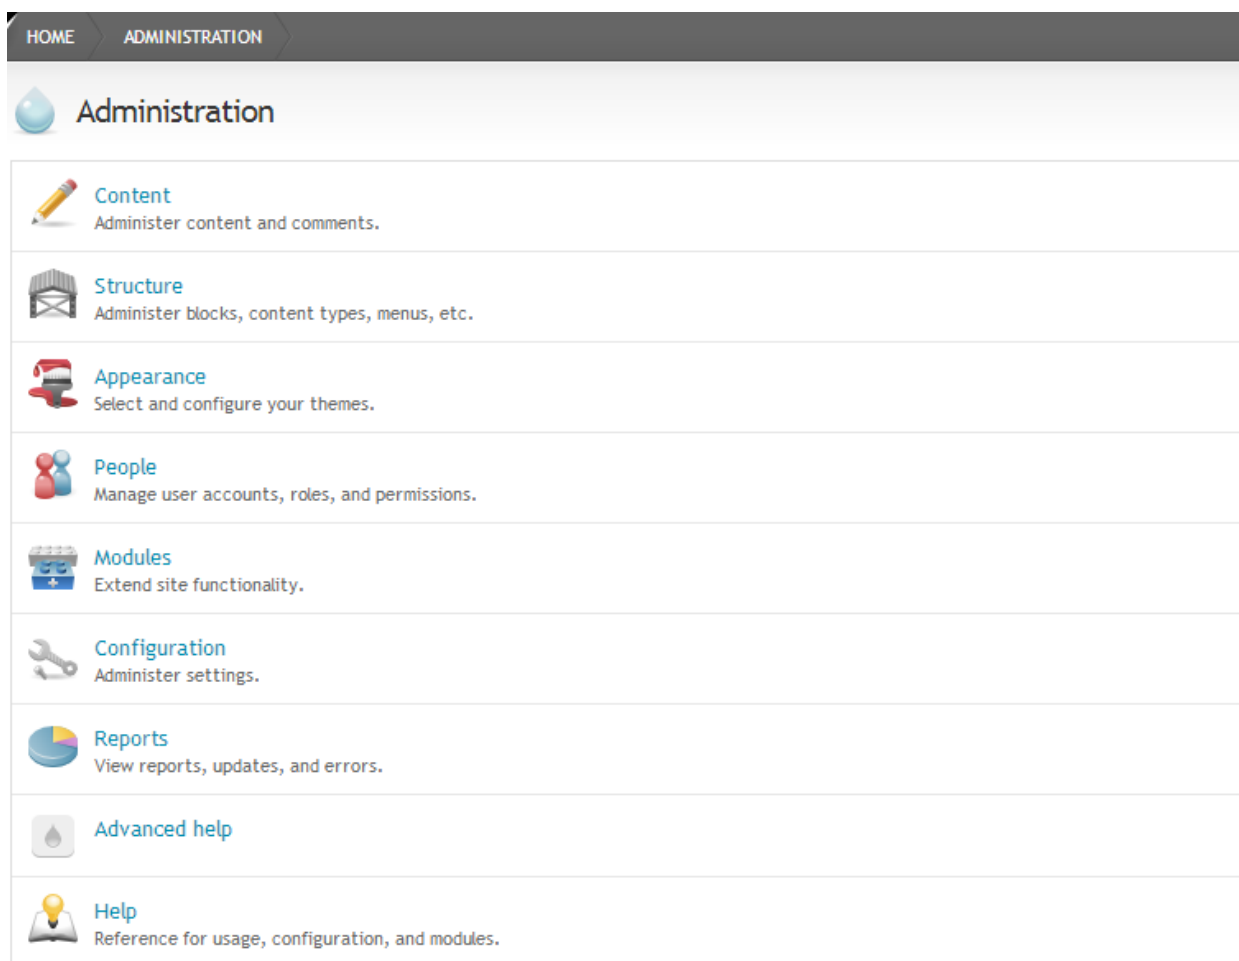 HOME ADMINISTRATION
Administration
Content
Administer content and comments.
Structure
Administer blocks, content types, menus, etc.
Appearance
Select and configure your themes.
People
Manage user accounts, roles, and permissions.
Modules
Extend site functionality.
Configuration
Administer settings.
Reports
View reports, updates, and errors.
Advanced help
Help
Reference for usage, configuration, and modules.